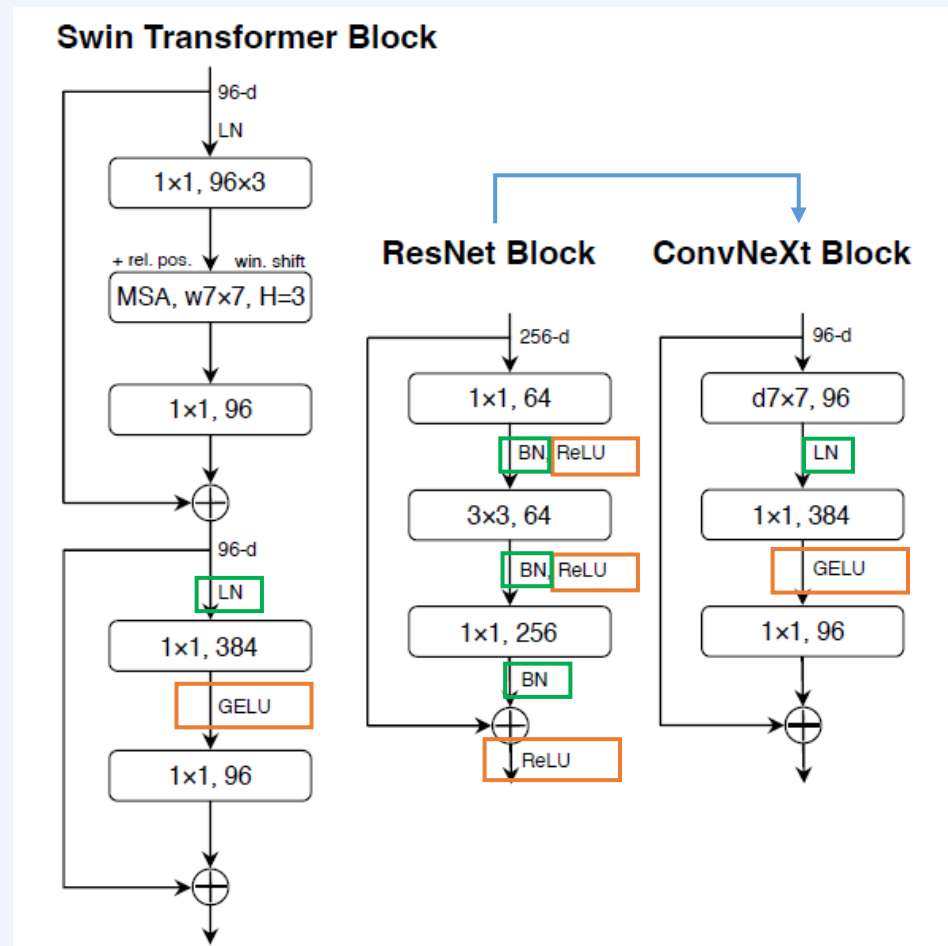 Swin Transformer Block
96-d
LN
1×1, 96×3
+ rel. pos. win. shift
MSA, w7×7, H=3
1×1, 96
96-d
LN
1×1, 384
GELU
1×1, 96
ResNet Block
256-d
1×1, 64
BN, ReLU
3×3, 64
BN, ReLU
1×1, 256
BN
ReLU
ConvNeXt Block
96-d
d7×7, 96
LN
1×1, 384
GELU
1×1, 96